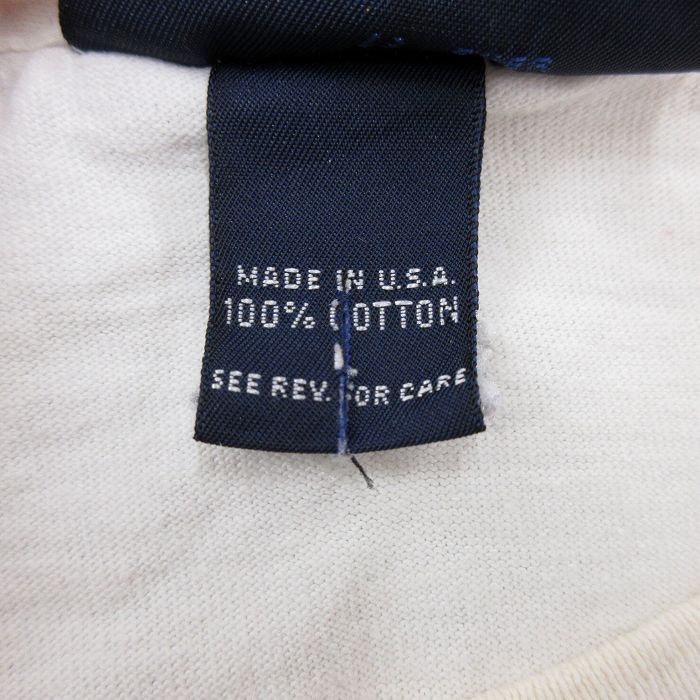 MADE IN U.S.A.
100% COTTON
L
SEE REV. FOR CARE